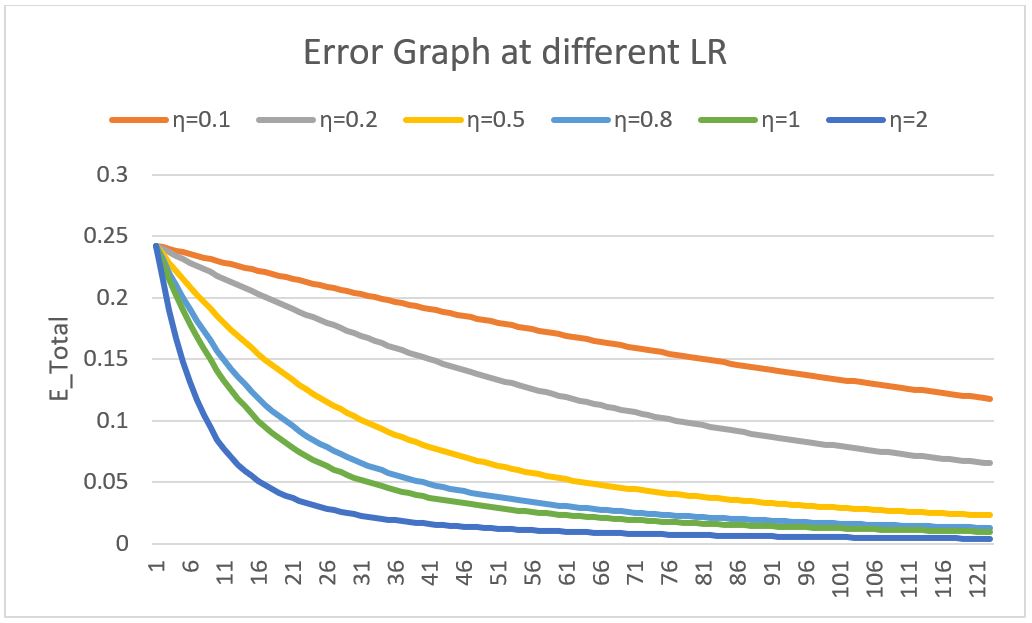 Error Graph at different LR
η=0.1 η=0.2 η=0.5 η=0.8 η=1 η=2
0.3
0.25
0.2
0.15
0.1
0.05
0
E_Total
1 6 11 16 21 26 31 36 41 46 51 56 61 66 71 76 81 86 91 96 101 106 111 116 121